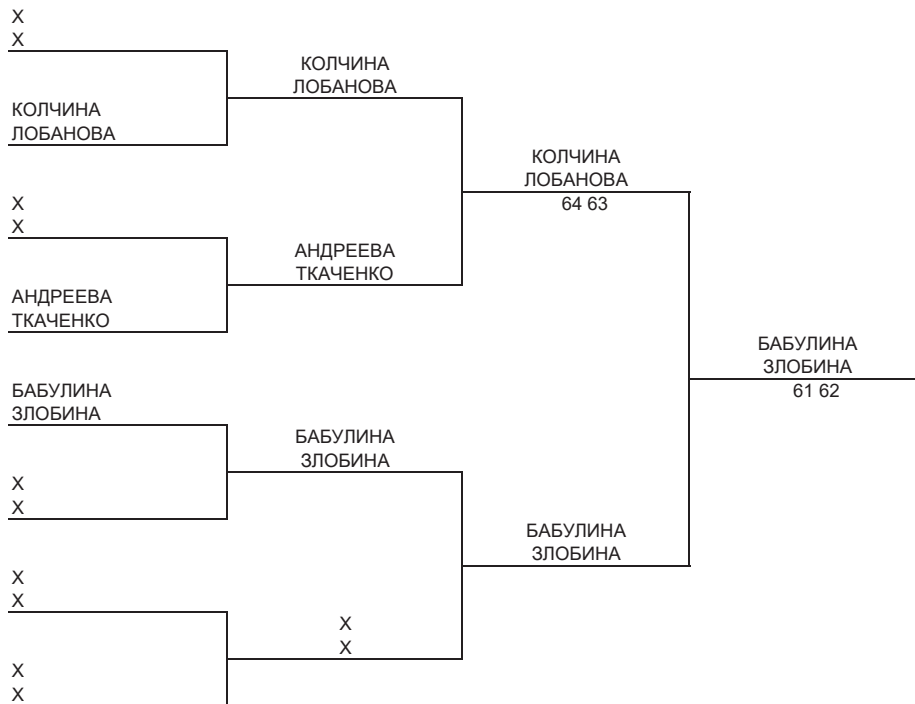 Х
Х
КОЛЧИНА
ЛОБАНОВА
Х
Х
АНДРЕЕВА
ТКАЧЕНКО
БАБУЛИНА
ЗЛОБИНА
Х
Х
Х
Х
Х
Х
КОЛЧИНА
ЛОБАНОВА
АНДРЕЕВА
ТКАЧЕНКО
БАБУЛИНА
ЗЛОБИНА
Х
Х
КОЛЧИНА
ЛОБАНОВА
64 63
БАБУЛИНА
ЗЛОБИНА
БАБУЛИНА
ЗЛОБИНА
61 62